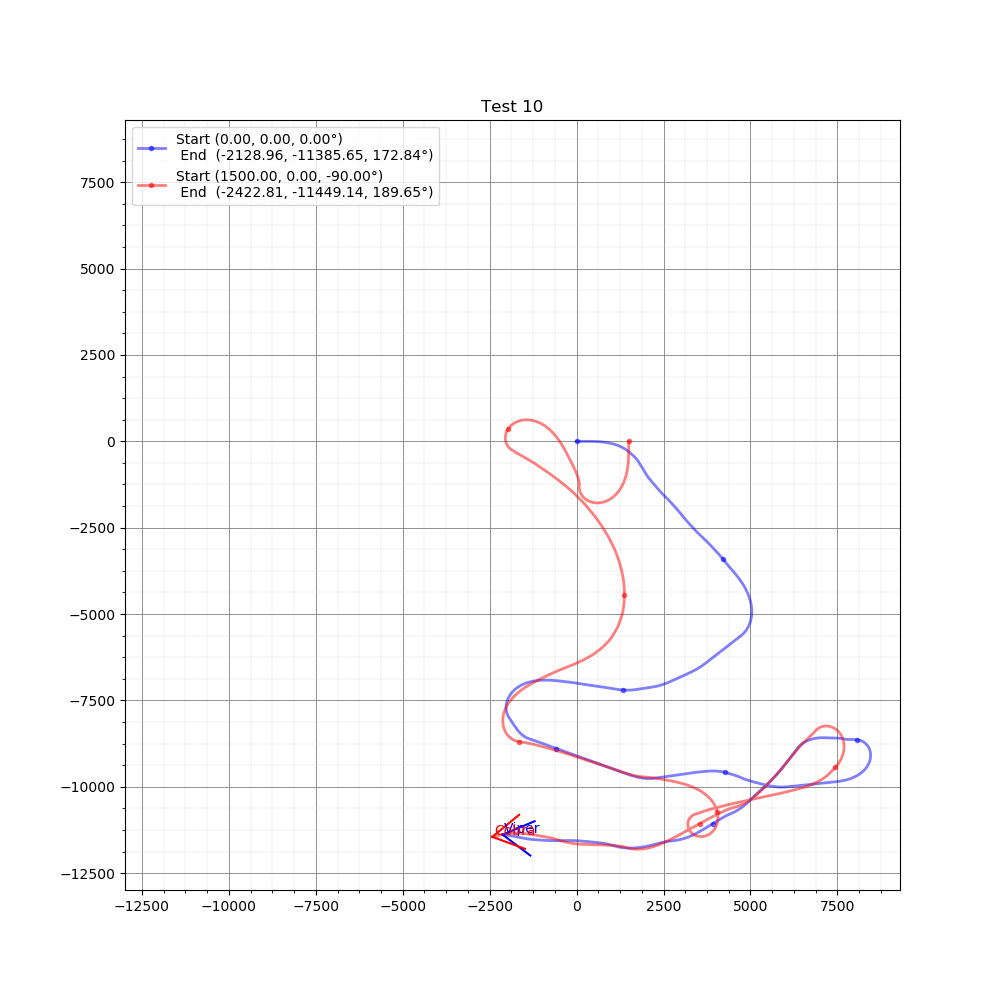 Test 10
Start (0.00, 0.00, 0.00°)
End (-2128.96, -11385.65, 172.84°)
Start (1500.00, 0.00, -90.00°)
End (-2422.81, -11449.14, 189.65°)
7500
5000
2500
0
−2500
−5000
−7500
−10000
−12500
Viper
−12500 −10000 −7500 −5000 −2500 0 2500 5000 7500